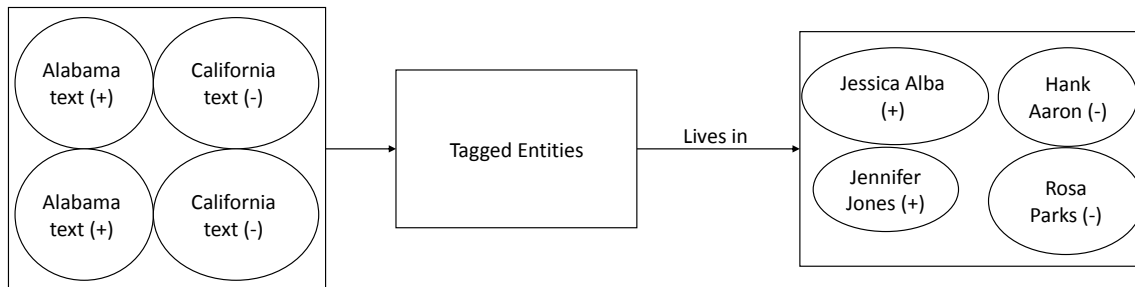 Alabama
text (+)
California
text (-)
Alabama
text (+)
California
text (-)
Tagged Entities
Lives in
Jessica Alba
(+)
Hank
Aaron (-)
Jennifer
Jones (+)
Rosa
Parks (-)